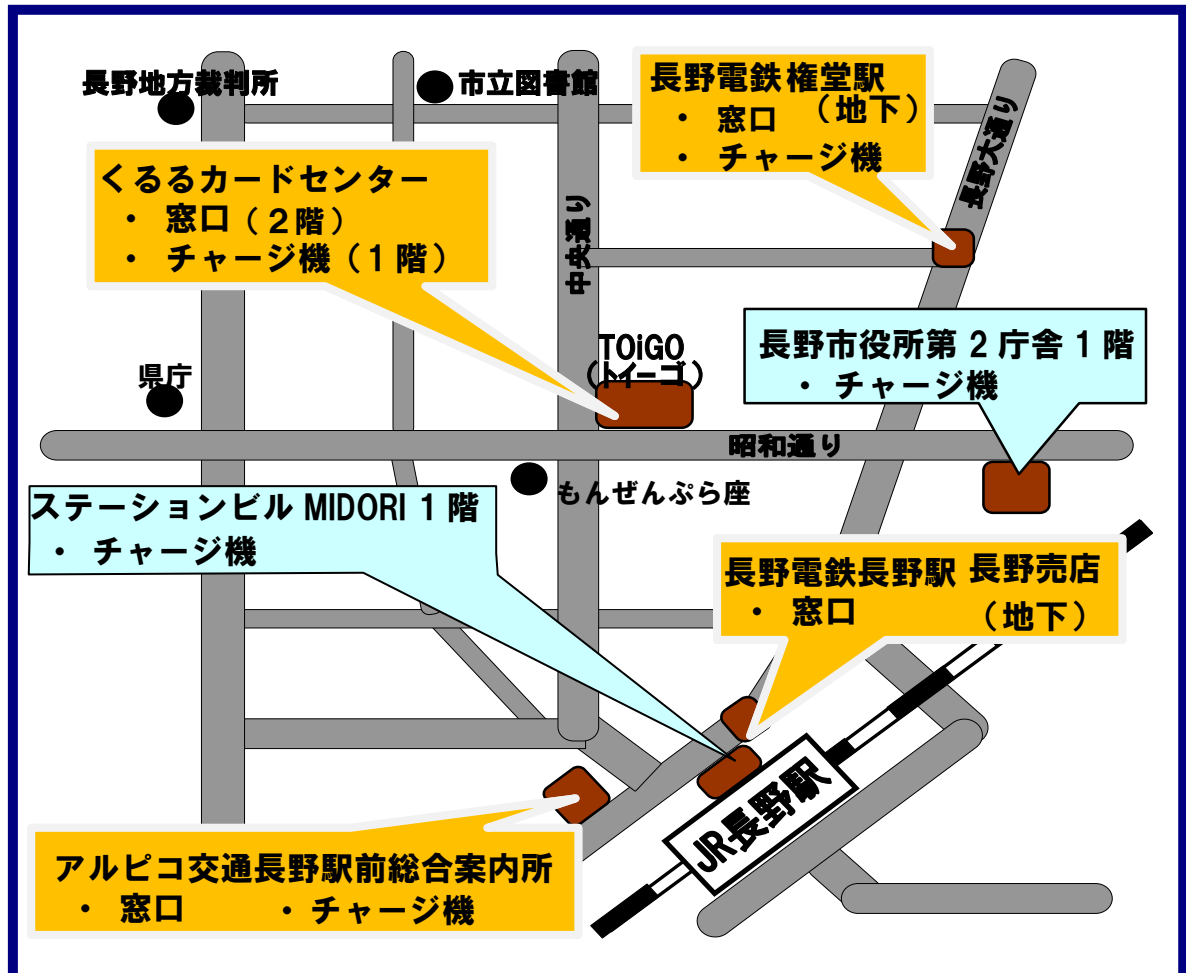 長野地方裁判所
市立図書館
長野電鉄権堂駅
・ 窓口 （地下）
・ チャージ機
長野大通り
くるるカードセンター
・ 窓口（２階）
・ チャージ機（１階）
中央通り
TOiGO
（トイーゴ）
長野市役所第 2 庁舎 1 階
・ チャージ機
県庁
昭和通り
もんぜんぷら座
ステーションビル MIDORI 1 階
・ チャージ機
長野電鉄長野駅 長野売店
・ 窓口 （地下）
JR長野駅
アルピコ交通長野駅前総合案内所
・ 窓口 ・チャージ機